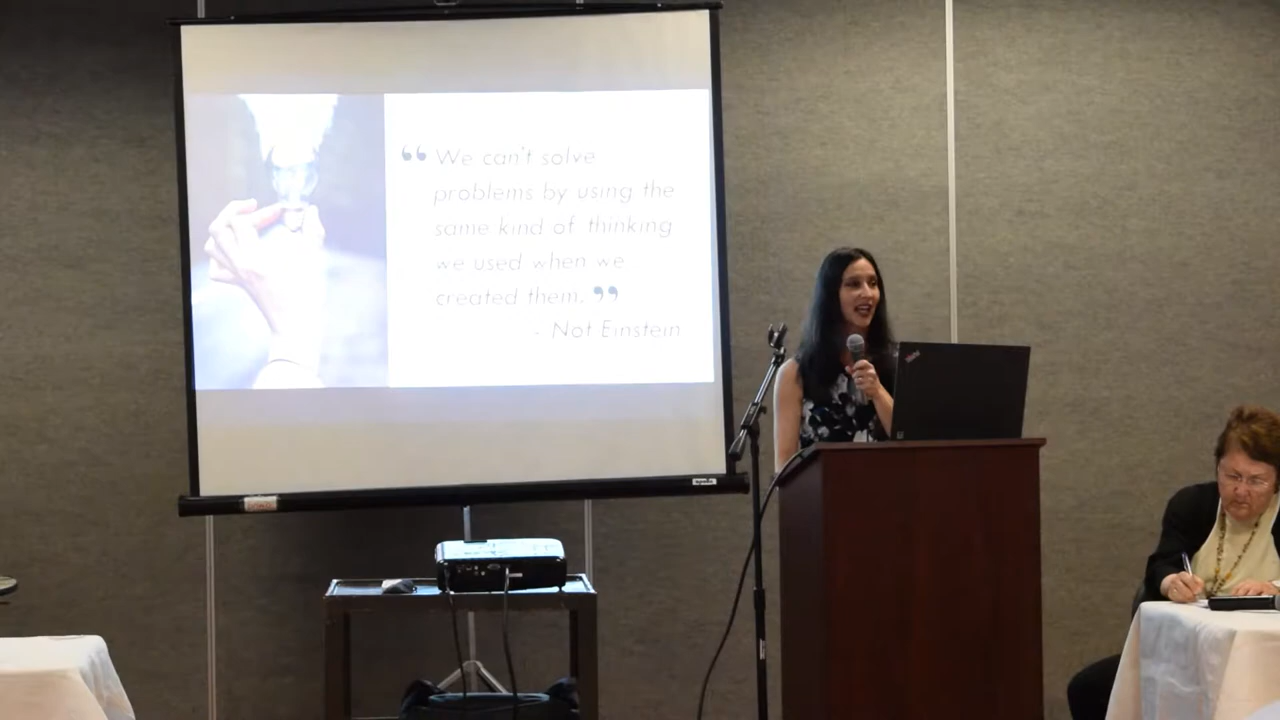 “ We can't solve
problems by using the
same kind of thinking
we used when we
created them. ”
- Not Einstein
ThinkPad